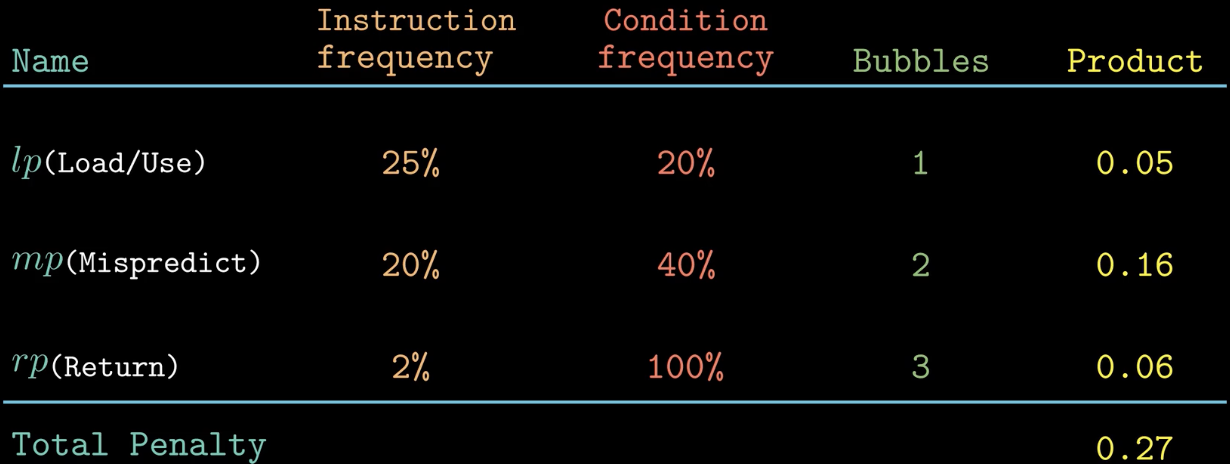 Name Instruction frequency Condition frequency Bubbles Product
lp(Load/Use) 25% 20% 1 0.05
mp(Mispredict) 20% 40% 2 0.16
rp(Return) 2% 100% 3 0.06
Total Penalty 0.27